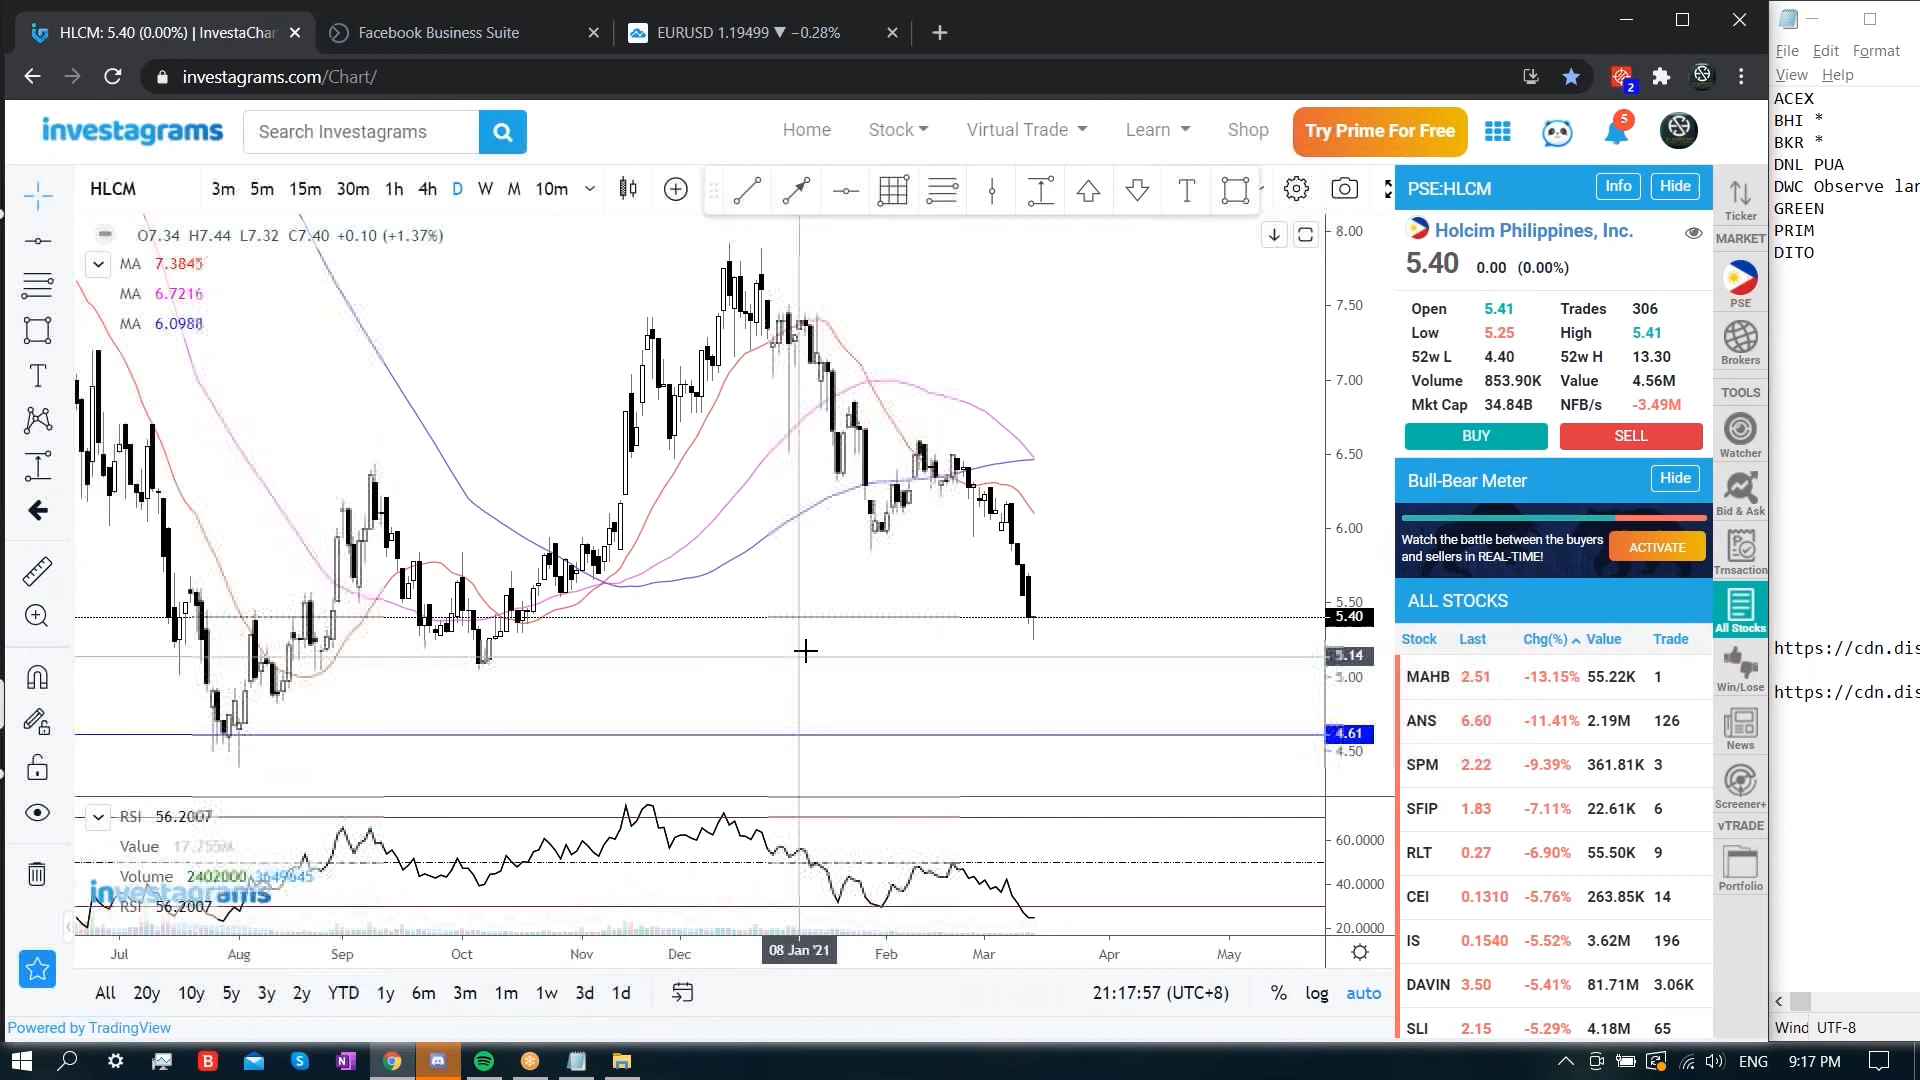 HLCM: 5.40 (0.00%) | InvestaChar
Facebook Business Suite
EURUSD 1.19499 ▼ −0.28%
investagrams.com/Chart/
2
investagrams
Search Investagrams
Home
Stock
Virtual Trade
Learn
Shop
Try Prime For Free
5
HLCM
3m 5m 15m 30m 1h 4h D W M 10m
T
O7.34 H7.44 L7.32 C7.40 +0.10 (+1.37%)
MA 7.3845
MA 6.7216
MA 6.0988
8.00
7.50
7.00
6.50
6.00
5.50
5.40
5.14
5.00
4.61
4.50
RSI 56.2007
Value 17.755M
Volume 2402000 3649645
investagrams
RSI 56.2007
60.0000
40.0000
20.0000
Jul Aug Sep Oct Nov Dec 08 Jan '21 Feb Mar Apr May
All 20y 10y 5y 3y 2y YTD 1y 6m 3m 1m 1w 3d 1d
21:17:57 (UTC+8) % log auto
Powered by TradingView
PSE:HLCM Info Hide
Holcim Philippines, Inc.
5.40 0.00 (0.00%)
Open 5.41 Trades 306
Low 5.25 High 5.41
52w L 4.40 52w H 13.30
Volume 853.90K Value 4.56M
Mkt Cap 34.84B NFB/s -3.49M
BUY SELL
Bull-Bear Meter Hide
Watch the battle between the buyers
and sellers in REAL-TIME!
ACTIVATE
ALL STOCKS
Stock Last Chg(%) Value Trade
MAHB 2.51 -13.15% 55.22K 1
ANS 6.60 -11.41% 2.19M 126
SPM 2.22 -9.39% 361.81K 3
SFIP 1.83 -7.11% 22.61K 6
RLT 0.27 -6.90% 55.50K 9
CEI 0.1310 -5.76% 263.85K 14
IS 0.1540 -5.52% 3.62M 196
DAVIN 3.50 -5.41% 81.71M 3.06K
SLI 2.15 -5.29% 4.18M 65
Ticker
MARKET
PSE
Brokers
TOOLS
Watcher
Bid & Ask
Trnsaction
All Stocks
Win/Lose
News
Screener+
vTRADE
Portfolio
File Edit Format
View Help
ACEX
BHI *
BKR *
DNL PUA
DWC Observe lan
GREEN
PRIM
DITO
https://cdn.dis
https://cdn.dis
Wind UTF-8
ENG 9:17 PM